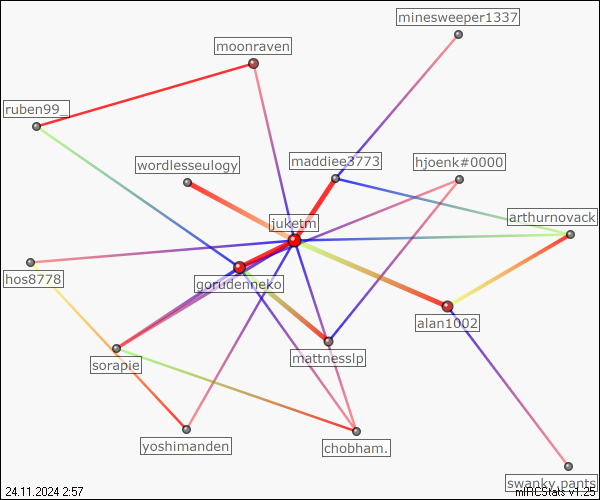 minesweeper1337
moonraven
ruben99_
wordlesseulogy
maddiee3773
hjoenk#0000
arthurnovack
juketm
hos8778
gorudenneko
alan1002
mattnesslp
sorapie
yoshimanden
chobham.
swanky.pants
24.11.2024 2:57
mIRCStats v1.25